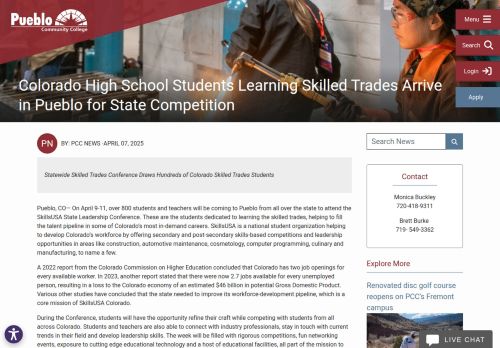 Pueblo
Community College
Menu
Search
Login
Apply
Colorado High School Students Learning Skilled Trades Arrive
in Pueblo for State Competition
PN
BY: PCC NEWS · APRIL 07, 2025
Statewide Skilled Trades Conference Draws Hundreds of Colorado Skilled Trades Students
Pueblo, CO— On April 9-11, over 800 students and teachers will be coming to Pueblo from all over the state to attend the
SkillsUSA State Leadership Conference. These are the students dedicated to learning the skilled trades, helping to fill
the talent pipeline in some of Colorado's most in-demand careers. SkillsUSA is a national student organization helping
to develop Colorado's workforce by offering secondary and post-secondary skills-based competitions and leadership
opportunities in areas like construction, automotive maintenance, cosmetology, computer programming, culinary and
manufacturing, to name a few.
A 2022 report from the Colorado Commission on Higher Education concluded that Colorado has two job openings for
every available worker. In 2023, another report stated that there were now 2.7 jobs available for every unemployed
person, resulting in a loss to the Colorado economy of an estimated $46 billion in potential Gross Domestic Product.
Various other studies have concluded that the state needed to improve its workforce-development pipeline, which is a
core mission of SkillsUSA Colorado.
During the Conference, students will have the opportunity refine their craft while competing with students from all
across Colorado. Students and teachers are also able to connect with industry professionals, stay in touch with current
trends in their field and develop leadership skills. The week will be filled with rigorous competitions, fun networking
events, exposure to cutting edge educational technology and a host of educational facilities, all part of the mission to
Search News
Contact
Monica Buckley
720-418-9311
Brett Burke
719- 549-3362
Explore More
Renovated disc golf course
reopens on PCC's Fremont
campus
LIVE CHAT